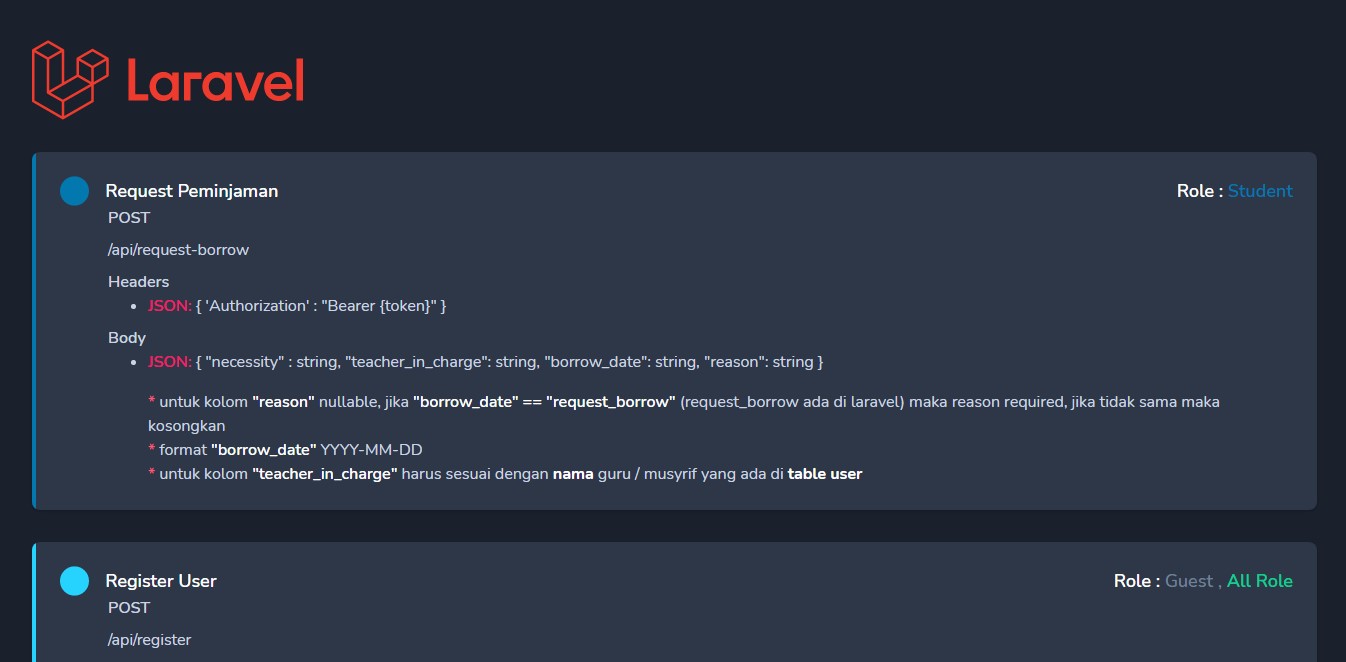 Laravel
Request Peminjaman
Role : Student
POST
/api/request-borrow
Headers
• JSON: { 'Authorization' : "Bearer {token}" }
Body
• JSON: { "necessity" : string, "teacher_in_charge": string, "borrow_date": string, "reason": string }
* untuk kolom "reason" nullable, jika "borrow_date" == "request_borrow" (request_borrow ada di laravel) maka reason required, jika tidak sama maka
kosongkan
* format "borrow_date" YYYY-MM-DD
* untuk kolom "teacher_in_charge" harus sesuai dengan nama guru / musyrif yang ada di table user
Register User
Role : Guest , All Role
POST
/api/register